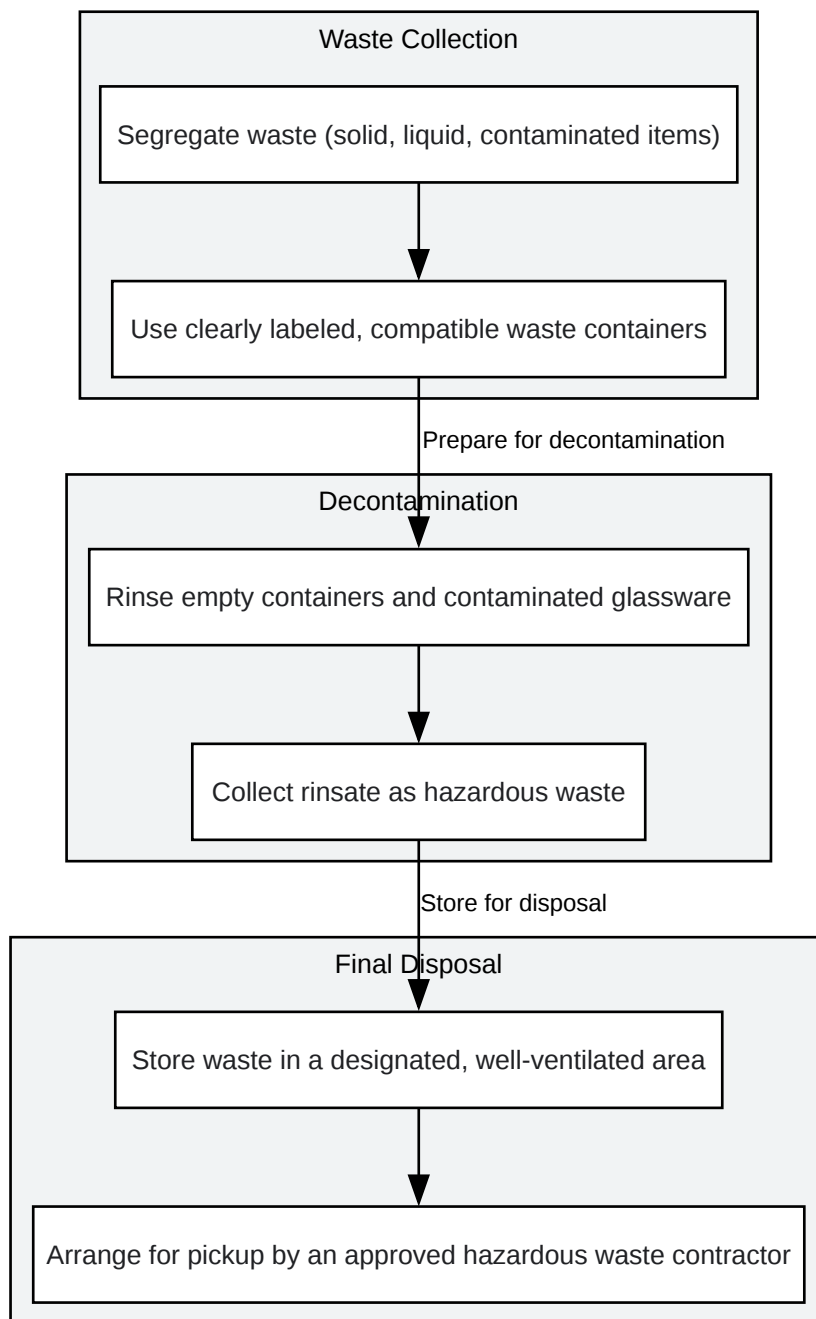 Waste Collection
Segregate waste (solid, liquid, contaminated items)
Use clearly labeled, compatible waste containers
Prepare for decontamination
Decontamination
Rinse empty containers and contaminated glassware
Collect rinsate as hazardous waste
Store for disposal
Final Disposal
Store waste in a designated, well-ventilated area
Arrange for pickup by an approved hazardous waste contractor